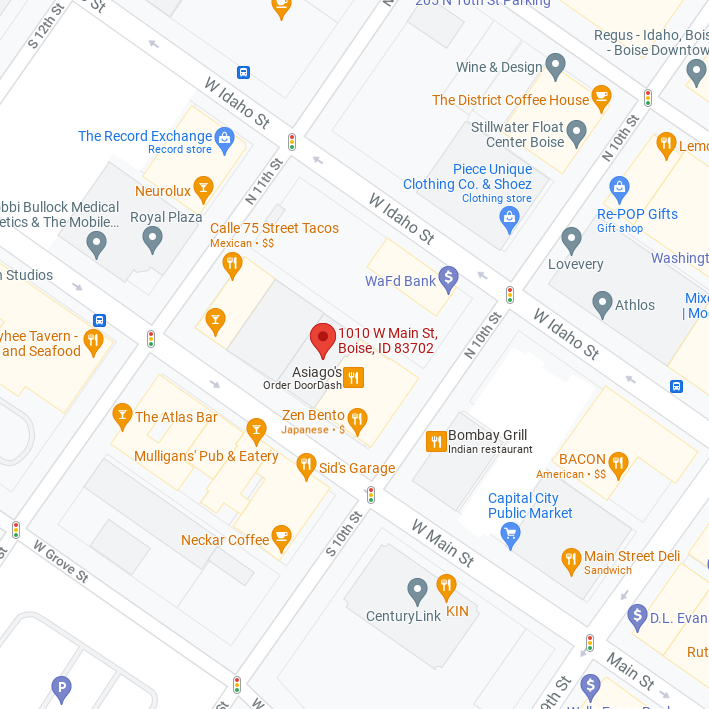 S 12th St
St
205 N 10th St Parking
Regus - Idaho, Bois
- Boise Downtow
Wine & Design
W Idaho St
The District Coffee House
The Record Exchange
Record store
Stillwater Float
Center Boise
N 10th St
Lemo
N 11th St
Piece Unique
Clothing Co. & Shoez
Clothing store
Neurolux
Re-POP Gifts
Gift shop
obbi Bullock Medical
etics & The Mobile...
Royal Plaza
W Idaho St
Calle 75 Street Tacos
Mexican • $$
Lovevery
Washingt
n Studios
WaFd Bank
Athlos
Mixe
| Mo
W Idaho St
yhee Tavern -
and Seafood
1010 W Main St,
Boise, ID 83702
N 10th St
Asiago's
Order DoorDash
The Atlas Bar
Zen Bento
Japanese • $
Bombay Grill
Indian restaurant
Mulligans' Pub & Eatery
Sid's Garage
BACON
American • $$
Capital City
Public Market
Neckar Coffee
S 10th St
W Main St
W Grove St
St
Main Street Deli
Sandwich
CenturyLink
KIN
D.L. Evan
Rut
Main St
P
9th St